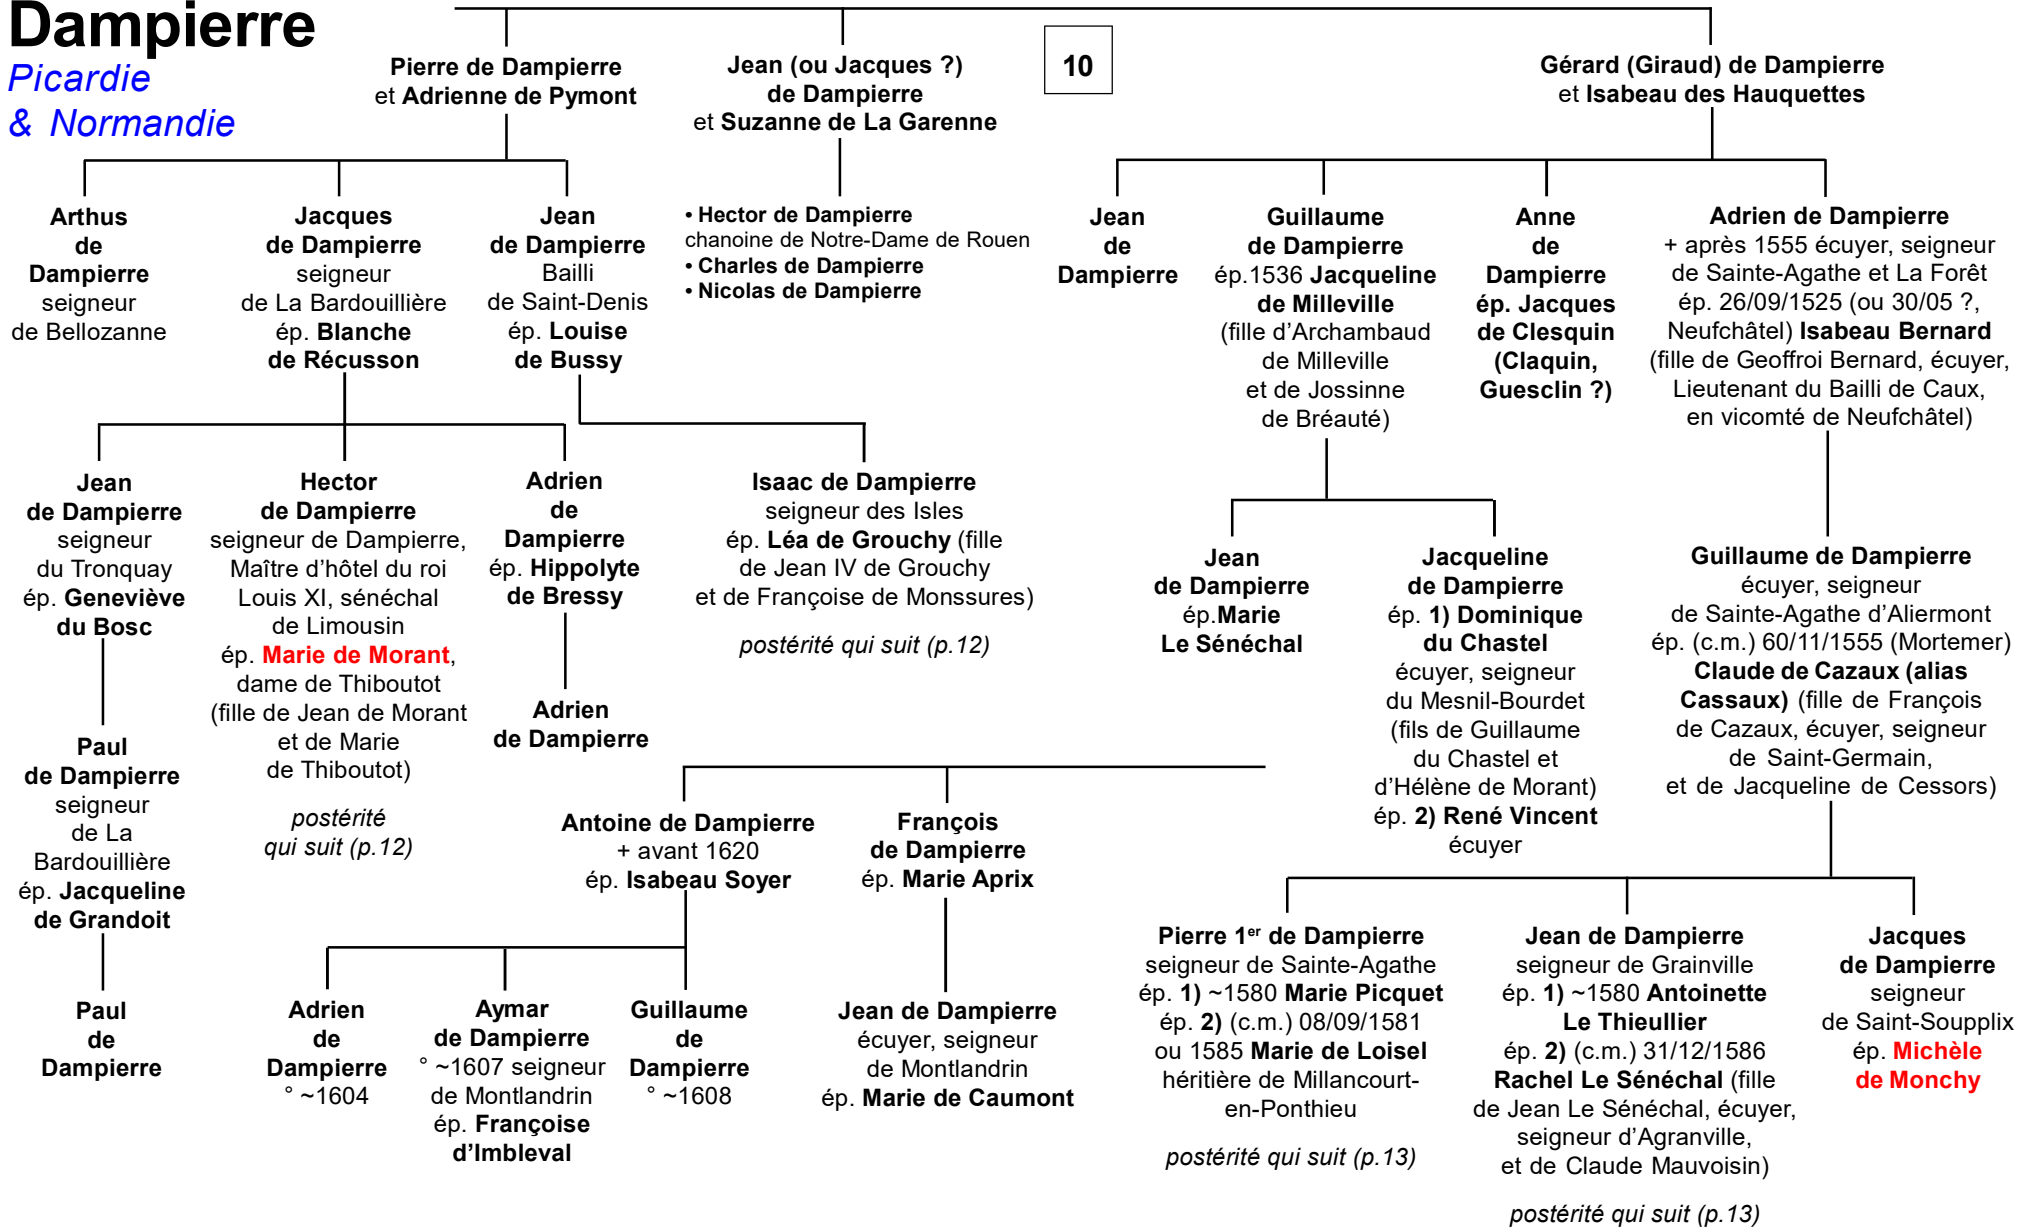 Dampierre
Picardie
& Normandie
10
Pierre de Dampierre
et Adrienne de Pymont
Jean (ou Jacques ?)
de Dampierre
et Suzanne de La Garenne
Gérard (Giraud) de Dampierre
et Isabeau des Hauquettes
Arthus
de
Dampierre
seigneur
de Bellozanne
Jacques
de Dampierre
seigneur
de La Bardouillière
ép. Blanche
de Récusson
Jean
de Dampierre
Bailli
de Saint-Denis
ép. Louise
de Bussy
• Hector de Dampierre
chanoine de Notre-Dame de Rouen
• Charles de Dampierre
• Nicolas de Dampierre
Jean
de
Dampierre
Guillaume
de Dampierre
ép.1536 Jacqueline
de Milleville
(fille d’Archambaud
de Milleville
et de Jossinne
de Bréauté)
Anne
de
Dampierre
ép. Jacques
de Clesquin
(Claquin,
Guesclin ?)
Adrien de Dampierre
+ après 1555 écuyer, seigneur
de Sainte-Agathe et La Forêt
ép. 26/09/1525 (ou 30/05 ?,
Neufchâtel) Isabeau Bernard
(fille de Geoffroi Bernard, écuyer,
Lieutenant du Bailli de Caux,
en vicomté de Neufchâtel)
Jean
de Dampierre
seigneur
du Tronquay
ép. Geneviève
du Bosc
Hector
de Dampierre
seigneur de Dampierre,
Maître d’hôtel du roi
Louis XI, sénéchal
de Limousin
ép. Marie de Morant,
dame de Thiboutot
(fille de Jean de Morant
et de Marie
de Thiboutot)
postérité
qui suit (p.12)
Adrien
de
Dampierre
ép. Hippolyte
de Bressy
Isaac de Dampierre
seigneur des Isles
ép. Léa de Grouchy (fille
de Jean IV de Grouchy
et de Françoise de Monssures)
postérité qui suit (p.12)
Jean
de Dampierre
ép.Marie
Le Sénéchal
Jacqueline
de Dampierre
ép. 1) Dominique
du Chastel
écuyer, seigneur
du Mesnil-Bourdet
(fils de Guillaume
du Chastel et
d’Hélène de Morant)
ép. 2) René Vincent
écuyer
Guillaume de Dampierre
écuyer, seigneur
de Sainte-Agathe d’Aliermont
ép. (c.m.) 60/11/1555 (Mortemer)
Claude de Cazaux (alias
Cassaux) (fille de François
de Cazaux, écuyer, seigneur
de Saint-Germain,
et de Jacqueline de Cessors)
Paul
de Dampierre
seigneur
de La
Bardouillière
ép. Jacqueline
de Grandoit
Adrien
de Dampierre
Antoine de Dampierre
+ avant 1620
ép. Isabeau Soyer
François
de Dampierre
ép. Marie Aprix
Paul
de
Dampierre
Adrien
de
Dampierre
° ~1604
Aymar
de Dampierre
° ~1607 seigneur
de Montlandrin
ép. Françoise
d’Imbleval
Guillaume
de
Dampierre
° ~1608
Jean de Dampierre
écuyer, seigneur
de Montlandrin
ép. Marie de Caumont
Pierre 1er de Dampierre
seigneur de Sainte-Agathe
ép. 1) ~1580 Marie Picquet
ép. 2) (c.m.) 08/09/1581
ou 1585 Marie de Loisel
héritière de Millancourt-
en-Ponthieu
postérité qui suit (p.13)
Jean de Dampierre
seigneur de Grainville
ép. 1) ~1580 Antoinette
Le Thieullier
ép. 2) (c.m.) 31/12/1586
Rachel Le Sénéchal (fille
de Jean Le Sénéchal, écuyer,
seigneur d’Agranville,
et de Claude Mauvoisin)
postérité qui suit (p.13)
Jacques
de Dampierre
seigneur
de Saint-Soupplix
ép. Michèle
de Monchy